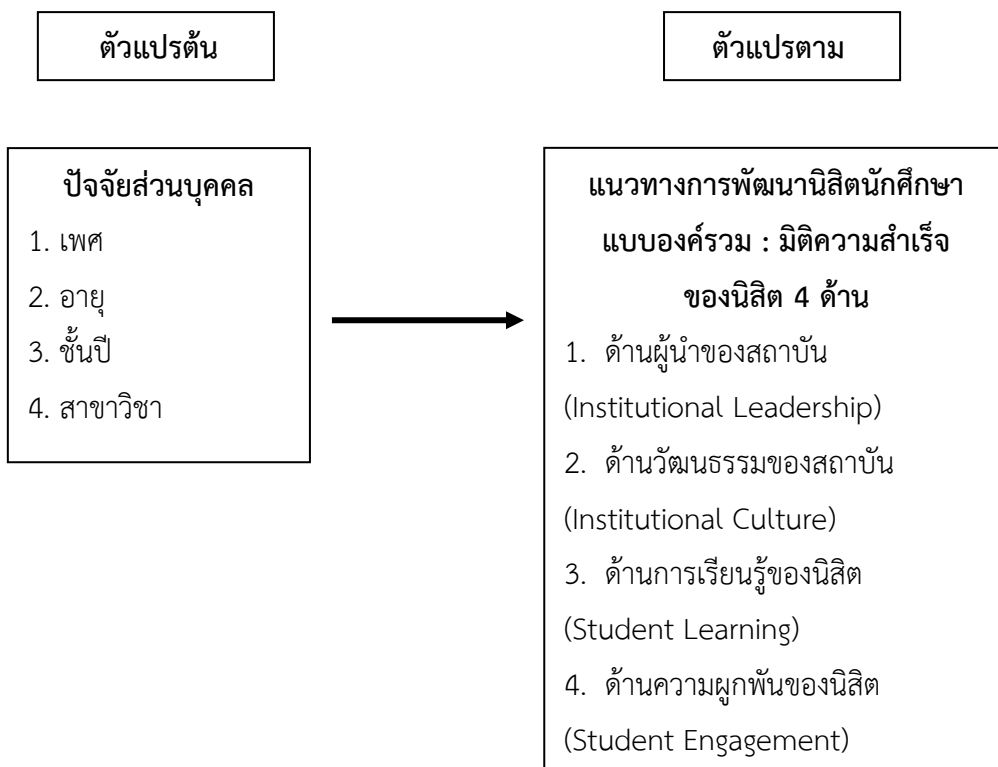 ตัวแปรต้น
ตัวแปรตาม
ปัจจัยส่วนบุคคล
1. เพศ
2. อายุ
3. ชั้นปี
4. สาขาวิชา
แนวทางการพัฒนานิสิตนักศึกษา
แบบองค์รวม : มิติความสำเร็จ
ของนิสิต 4 ด้าน
1. ด้านผู้นำของสถาบัน
(Institutional Leadership)
2. ด้านวัฒนธรรมของสถาบัน
(Institutional Culture)
3. ด้านการเรียนรู้ของนิสิต
(Student Learning)
4. ด้านความผูกพันของนิสิต
(Student Engagement)